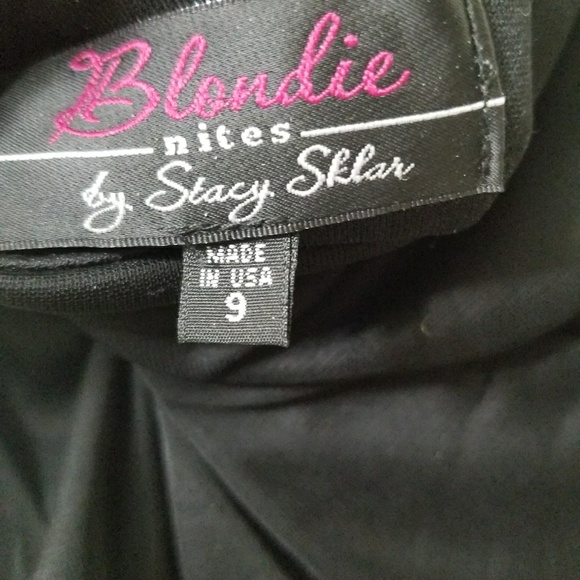 Blondie
nites
by Stacy Sklar
MADE
IN USA
9